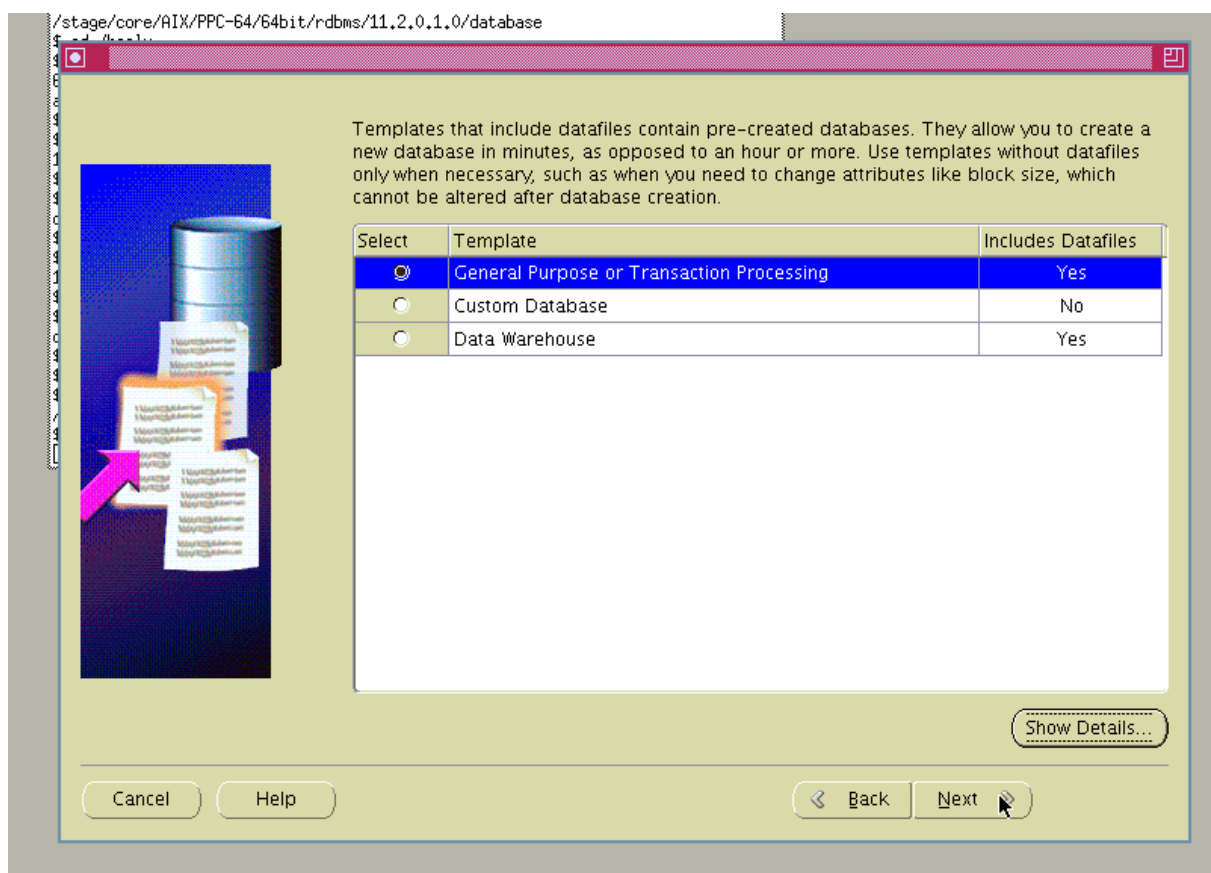 /stage/core/AIX/PPC-64/64bit/rdbms/11.2.0.1.0/database
Templates that include datafiles contain pre-created databases. They allow you to create a
new database in minutes, as opposed to an hour or more. Use templates without datafiles
only when necessary, such as when you need to change attributes like block size, which
cannot be altered after database creation.
Select Template Includes Datafiles
General Purpose or Transaction Processing Yes
Custom Database No
Data Warehouse Yes
Show Details...
Cancel Help Back Next